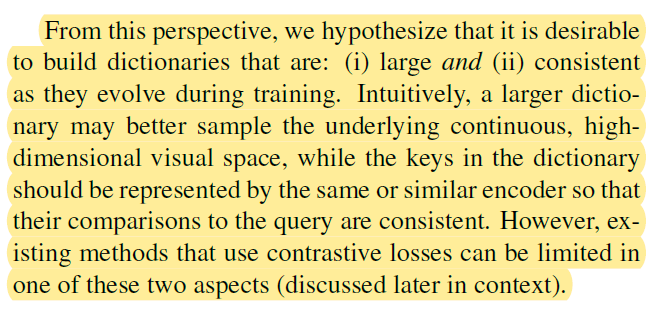 From this perspective, we hypothesize that it is desirable
to build dictionaries that are: (i) large and (ii) consistent
as they evolve during training. Intuitively, a larger dictio-
nary may better sample the underlying continuous, high-
dimensional visual space, while the keys in the dictionary
should be represented by the same or similar encoder so that
their comparisons to the query are consistent. However, ex-
isting methods that use contrastive losses can be limited in
one of these two aspects (discussed later in context).